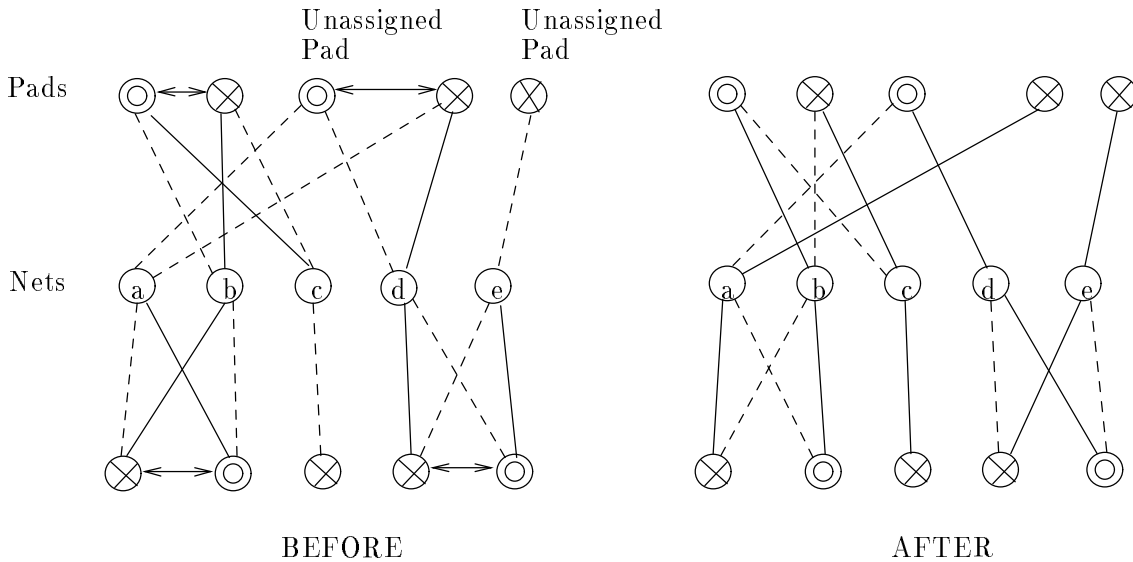 Unassigned
Pad
Unassigned
Pad
Pads
Nets
a
b
c
d
e
a
b
c
d
e
BEFORE
AFTER